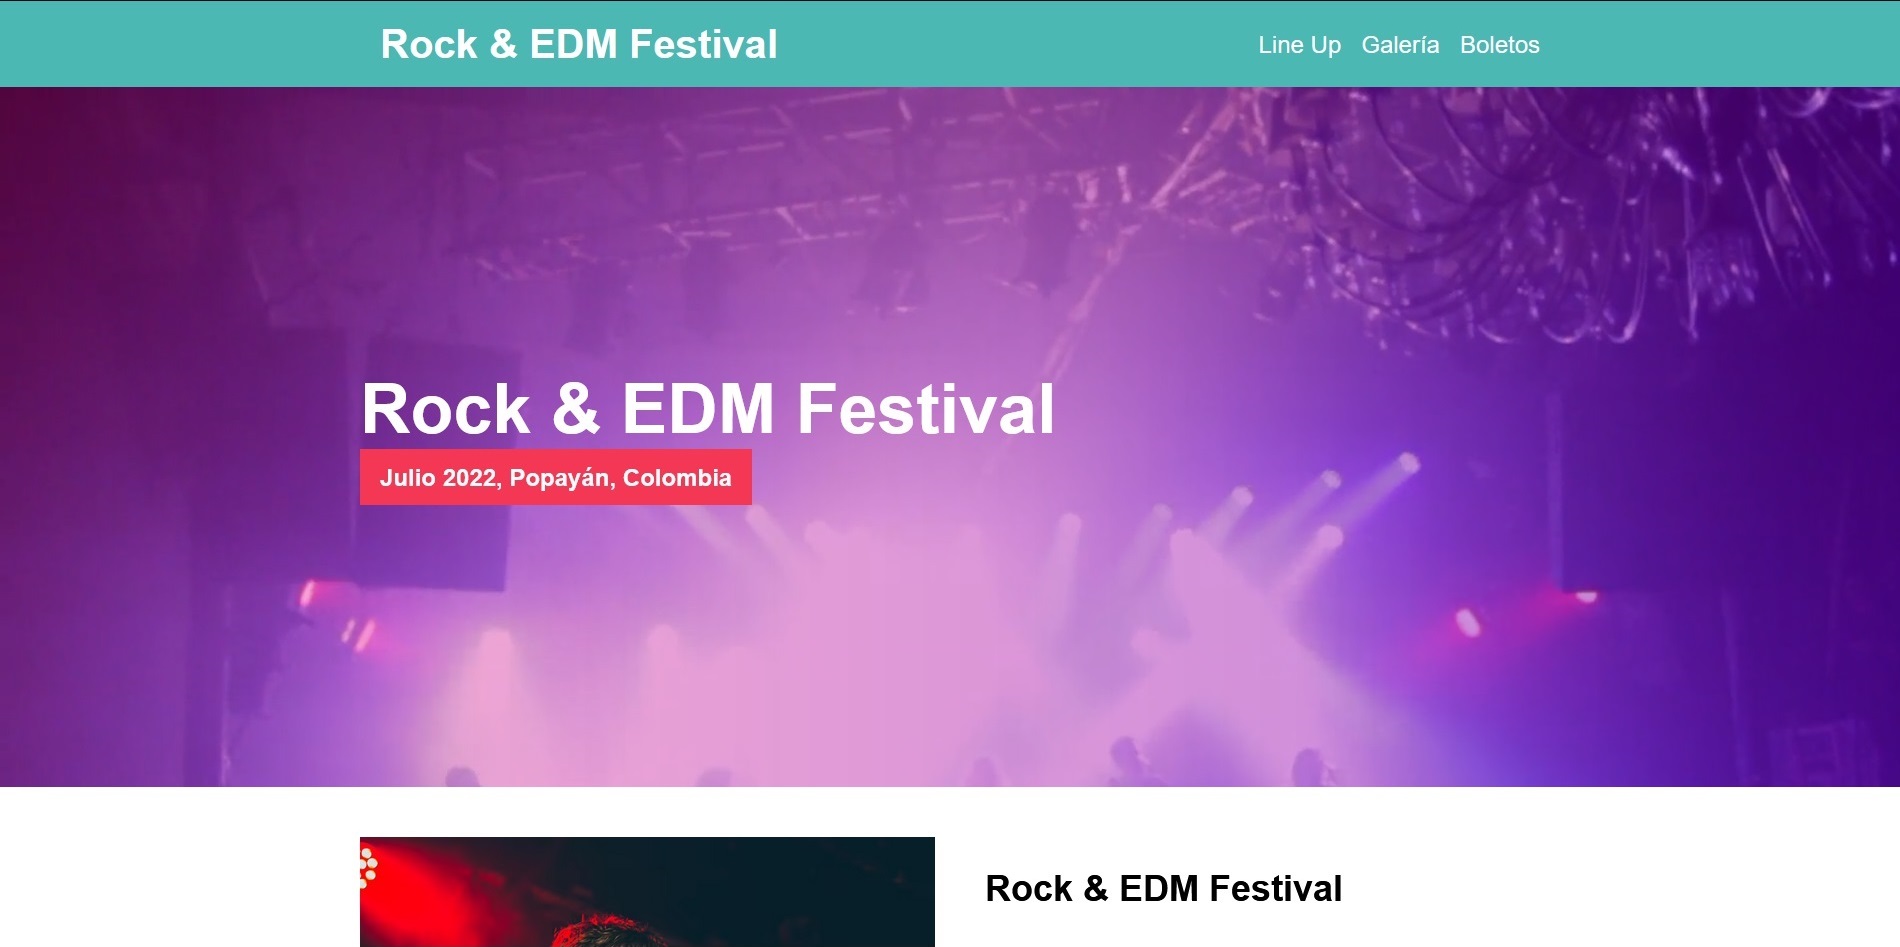 Rock & EDM Festival
Line Up Galería Boletos
Rock & EDM Festival
Julio 2022, Popayán, Colombia
Rock & EDM Festival